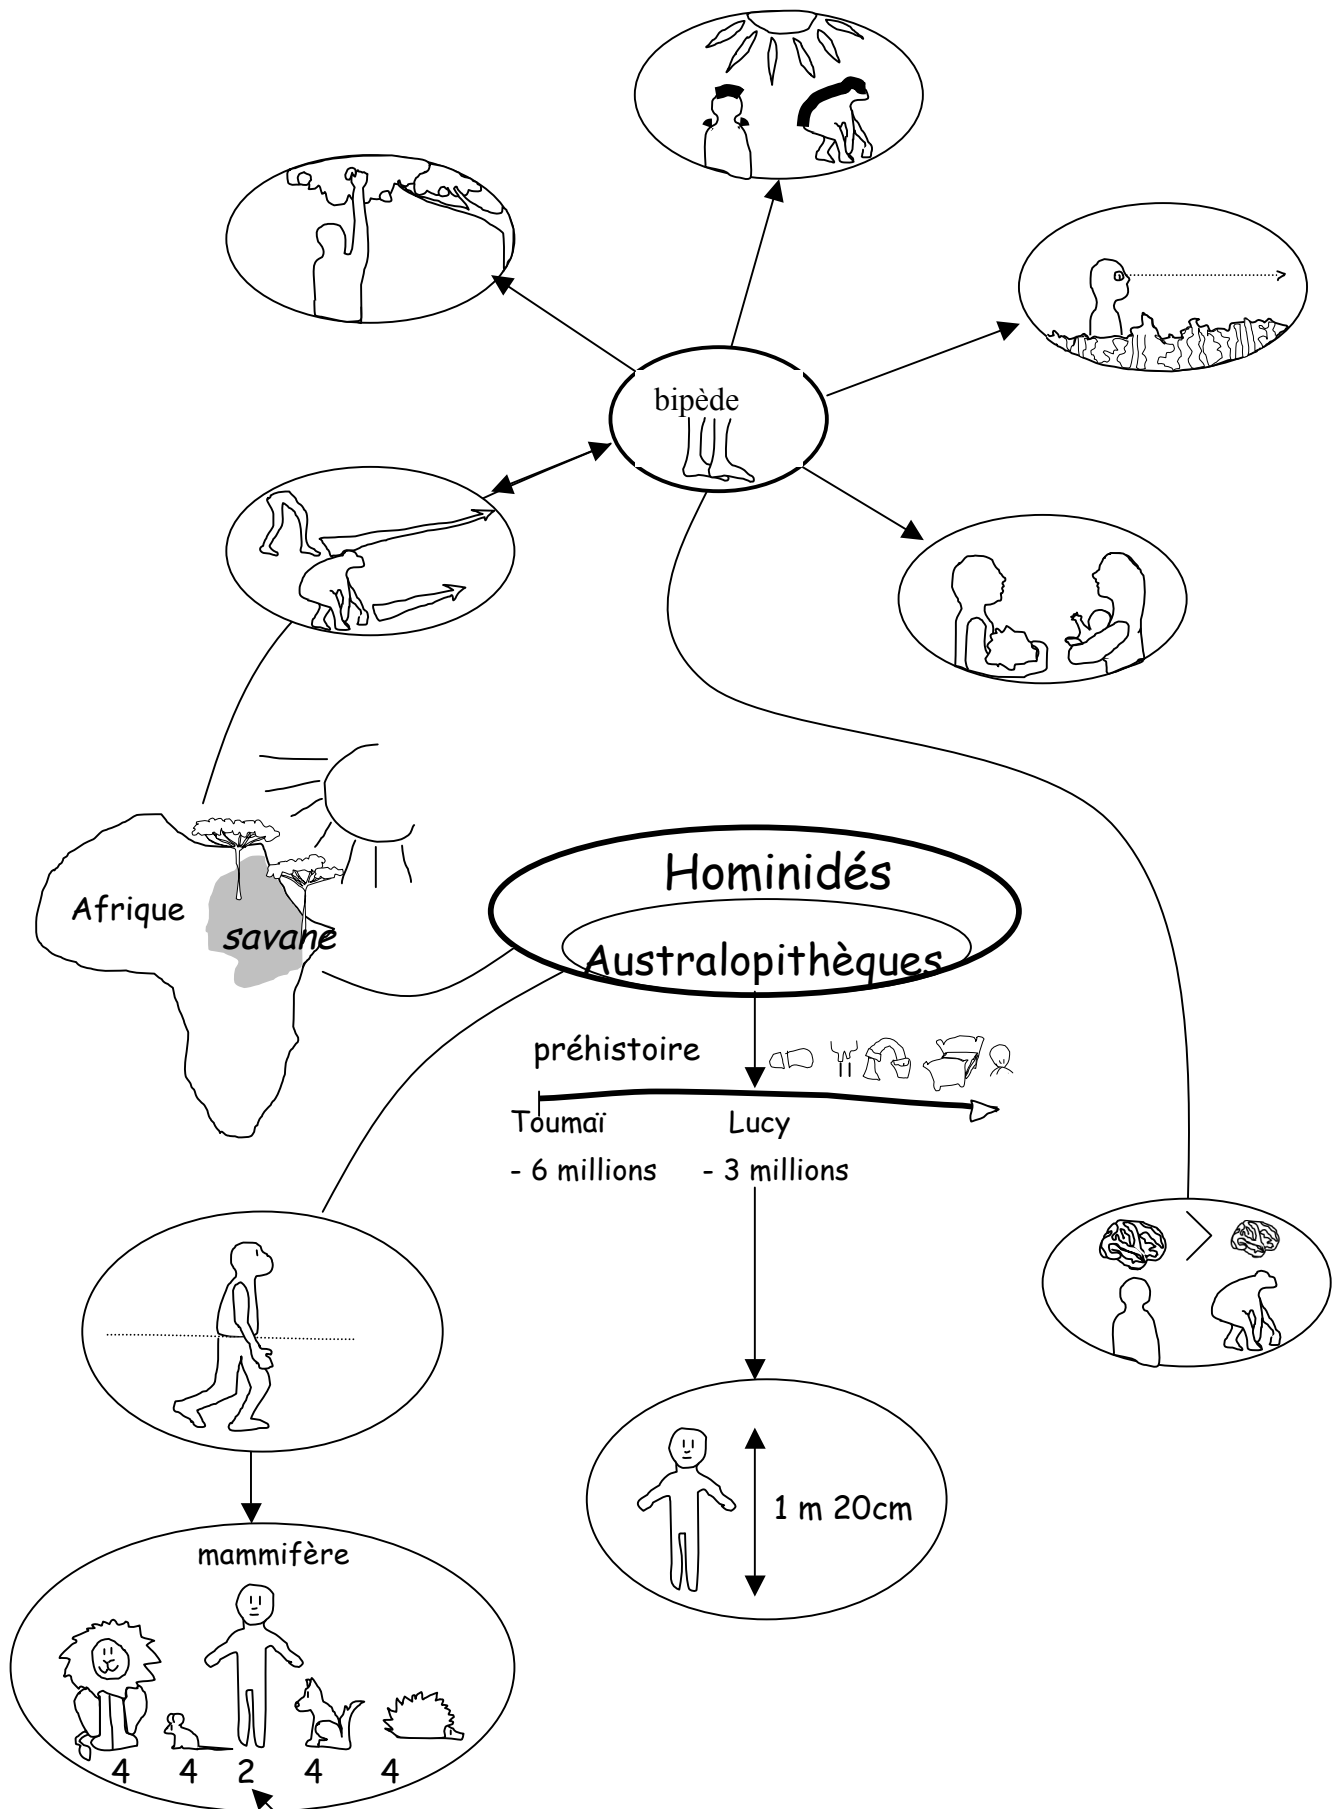 bipède
Afrique
savane
Hominidés
Australopithèques
préhistoire
Toumaï
Lucy
- 6 millions
- 3 millions
>
1 m 20cm
mammifère
4 4 2 4 4